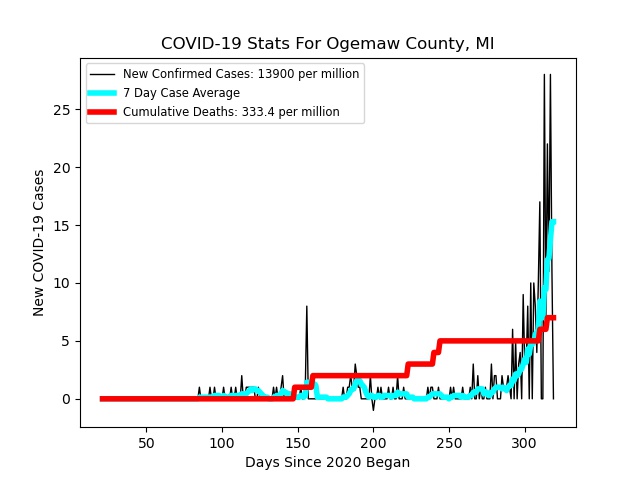 COVID-19 Stats For Ogemaw County, MI
New Confirmed Cases: 13900 per million
7 Day Case Average
Cumulative Deaths: 333.4 per million
New COVID-19 Cases
25
20
15
10
5
0
50 100 150 200 250 300
Days Since 2020 Began